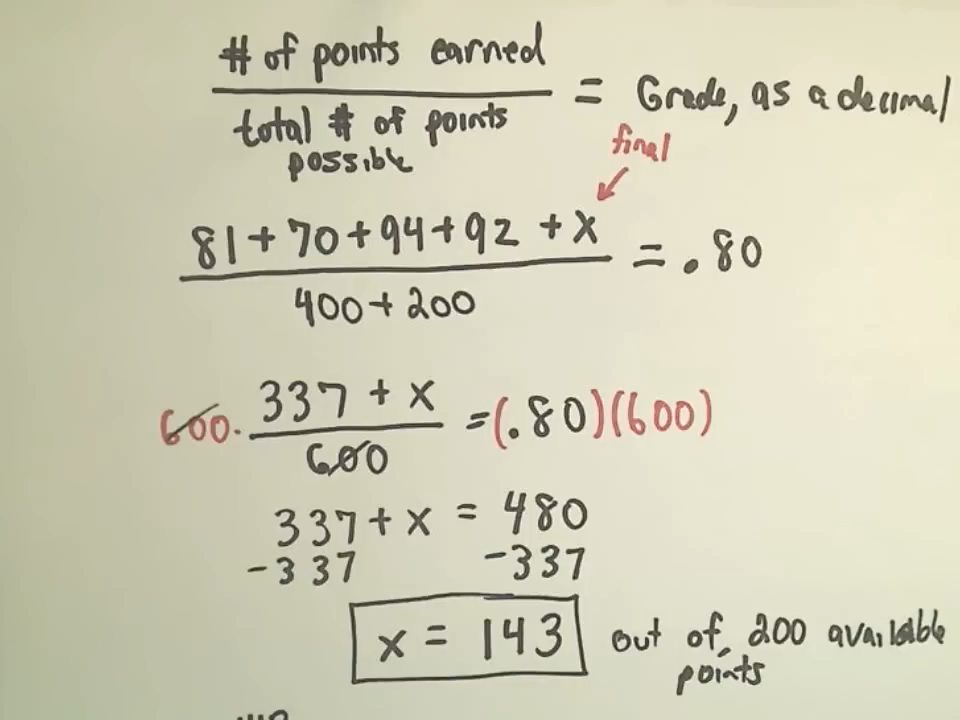 # of points earned
total # of points
possible
= Grade, as a decimal
final
81 + 70 + 94 + 92 + x
400 + 200
= .80
600 · 337 + x = (.80)(600)
600
337 + x = 480
-337 -337
x = 143 out of 200 available
points